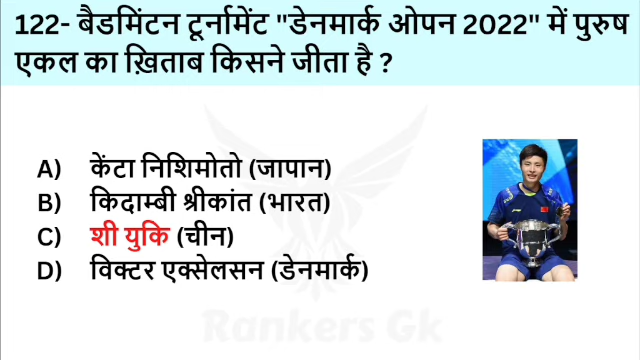 122- बैडमिंटन टूर्नामेंट "डेनमार्क ओपन 2022" में पुरुष
एकल का ख़िताब किसने जीता है ?
A) केंटा निशिमोतो (जापान)
B) किदाम्बी श्रीकांत (भारत)
C) शी युकि (चीन)
D) विक्टर एक्सेलसन (डेनमार्क)
Rankers Gk